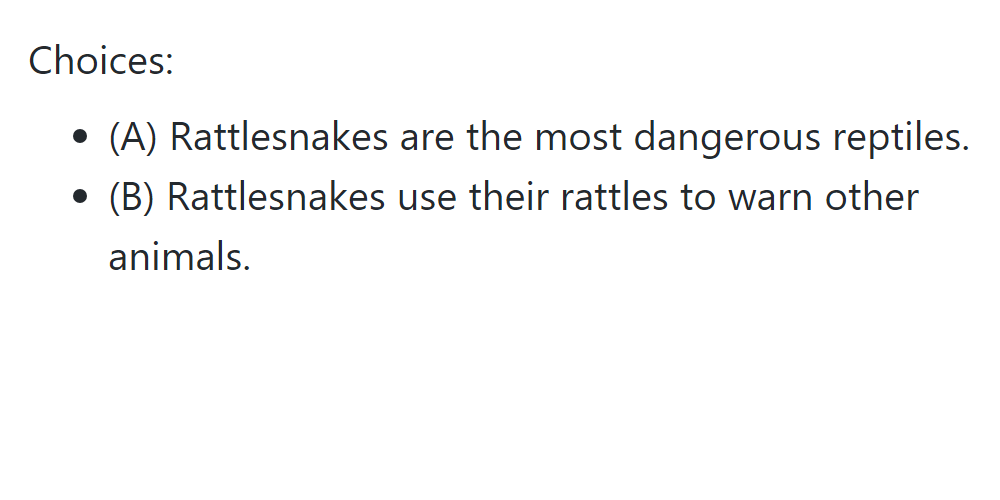 Choices:
• (A) Rattlesnakes are the most dangerous reptiles.
• (B) Rattlesnakes use their rattles to warn other
animals.